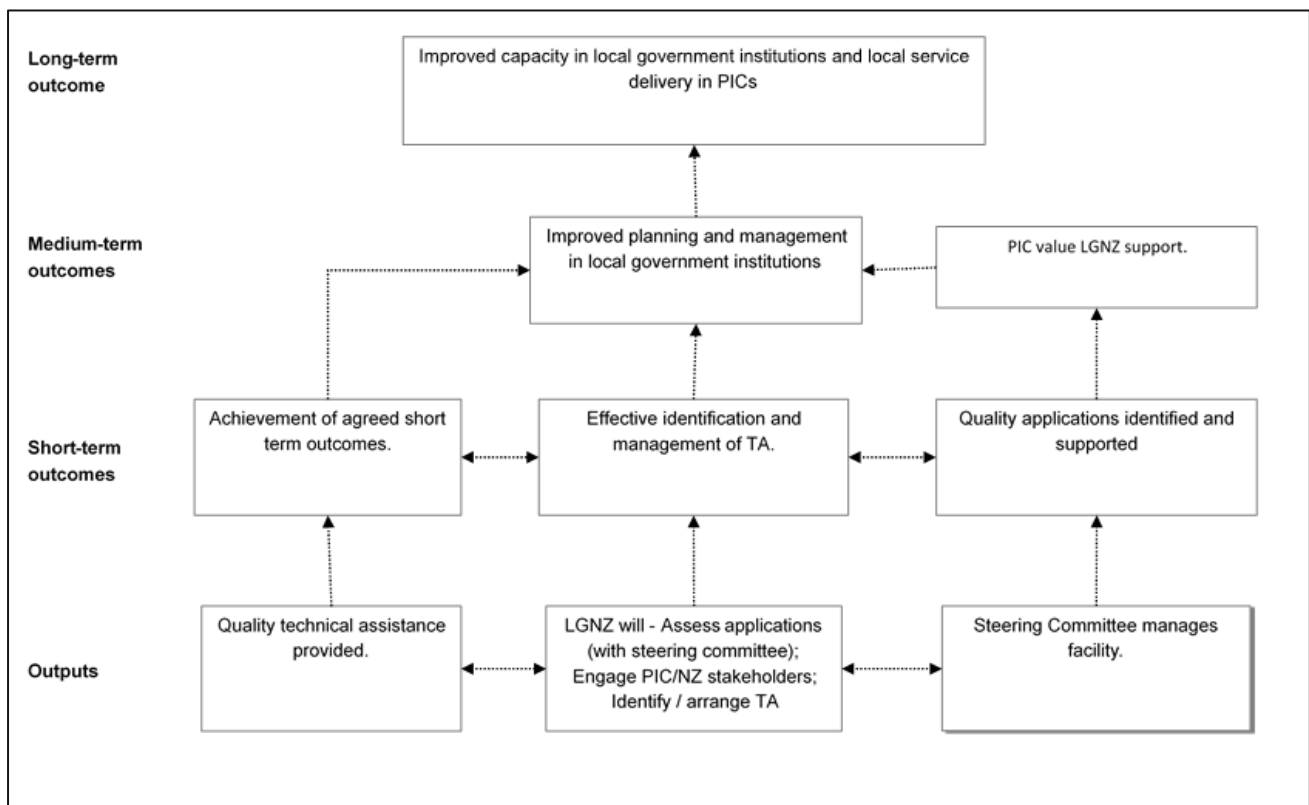 Long-term
outcome
Improved capacity in local government institutions and local service
delivery in PICs
Medium-term
outcomes
Improved planning and management
in local government institutions
PIC value LGNZ support.
Short-term
outcomes
Achievement of agreed short
term outcomes.
Effective identification and
management of TA.
Quality applications identified and
supported
Outputs
Quality technical assistance
provided.
LGNZ will - Assess applications
(with steering committee);
Engage PIC/NZ stakeholders;
Identify / arrange TA
Steering Committee manages
facility.